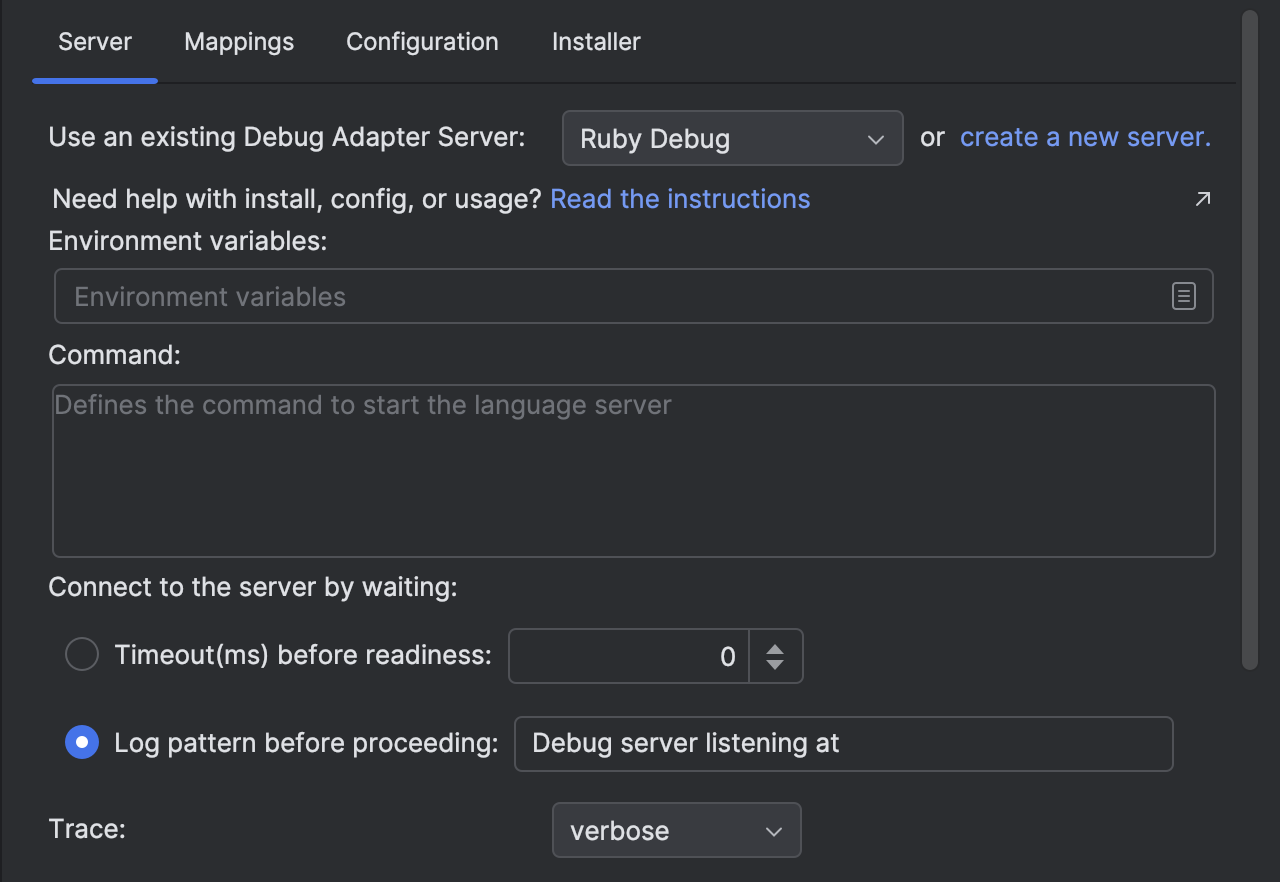 Server Mappings Configuration Installer
Use an existing Debug Adapter Server: Ruby Debug or create a new server.
Need help with install, config, or usage? Read the instructions
Environment variables:
Environment variables
Command:
Defines the command to start the language server
Connect to the server by waiting:
Timeout(ms) before readiness: 0
Log pattern before proceeding: Debug server listening at
Trace: verbose